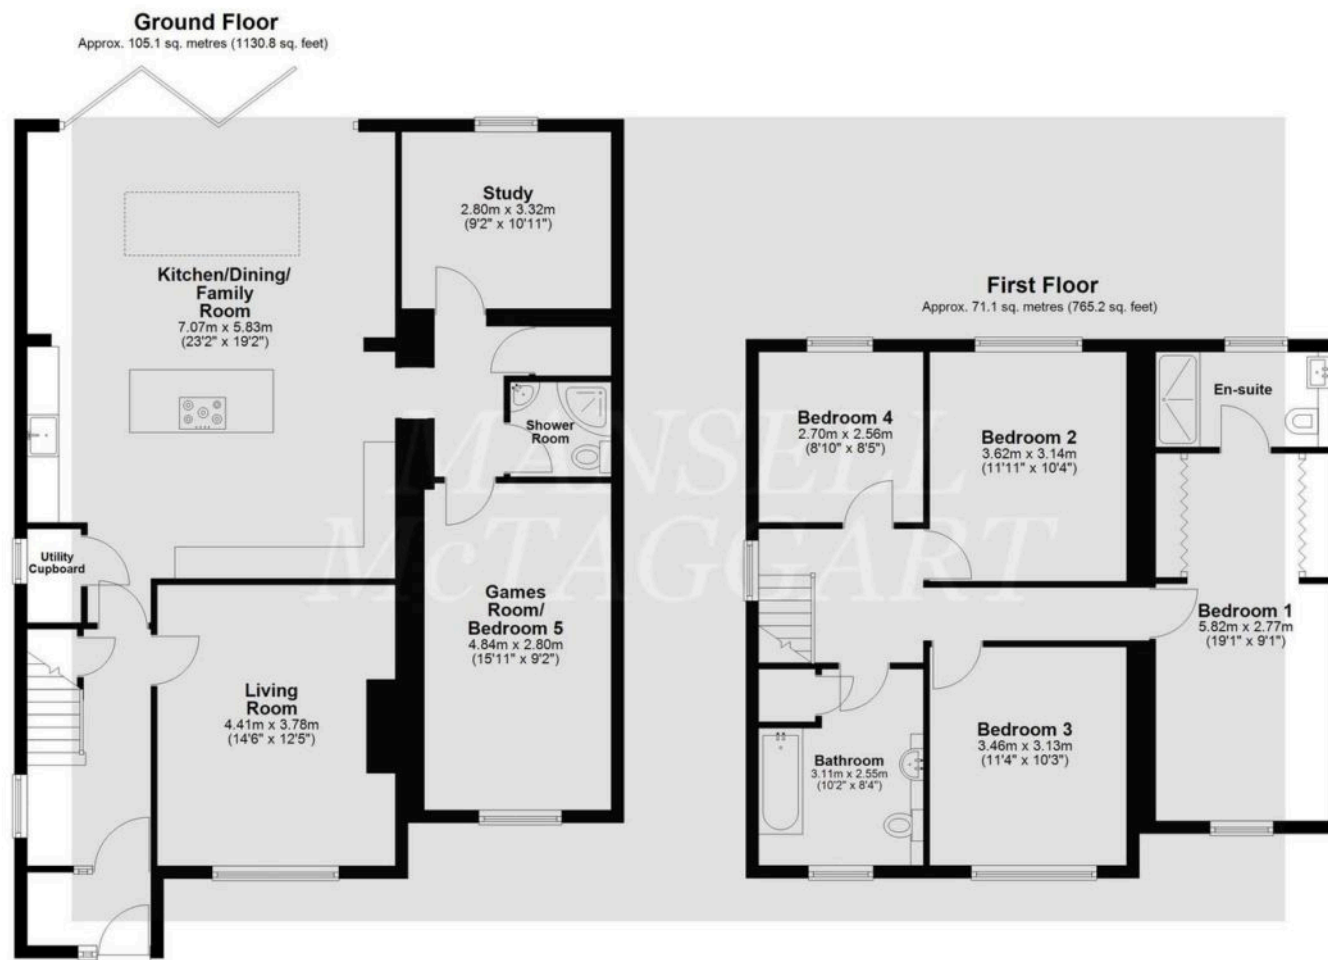 Ground Floor
Approx. 105.1 sq. metres (1130.8 sq. feet)
Study
2.80m x 3.32m
(9'2" x 10'11")
Kitchen/Dining/
Family
Room
7.07m x 5.83m
(23'2" x 19'2")
Shower
Room
Utility
Cupboard
Games
Room/
Bedroom 5
4.84m x 2.80m
(15'11" x 9'2")
Living
Room
4.41m x 3.78m
(14'6" x 12'5")
First Floor
Approx. 71.1 sq. metres (765.2 sq. feet)
En-suite
Bedroom 4
2.70m x 2.56m
(8'10" x 8'5")
Bedroom 2
3.62m x 3.14m
(11'11" x 10'4")
Bedroom 1
5.82m x 2.77m
(19'1" x 9'1")
Bedroom 3
3.46m x 3.13m
(11'4" x 10'3")
Bathroom
3.11m x 2.55m
(10'2" x 8'4")
MANSELL
McTAGGART